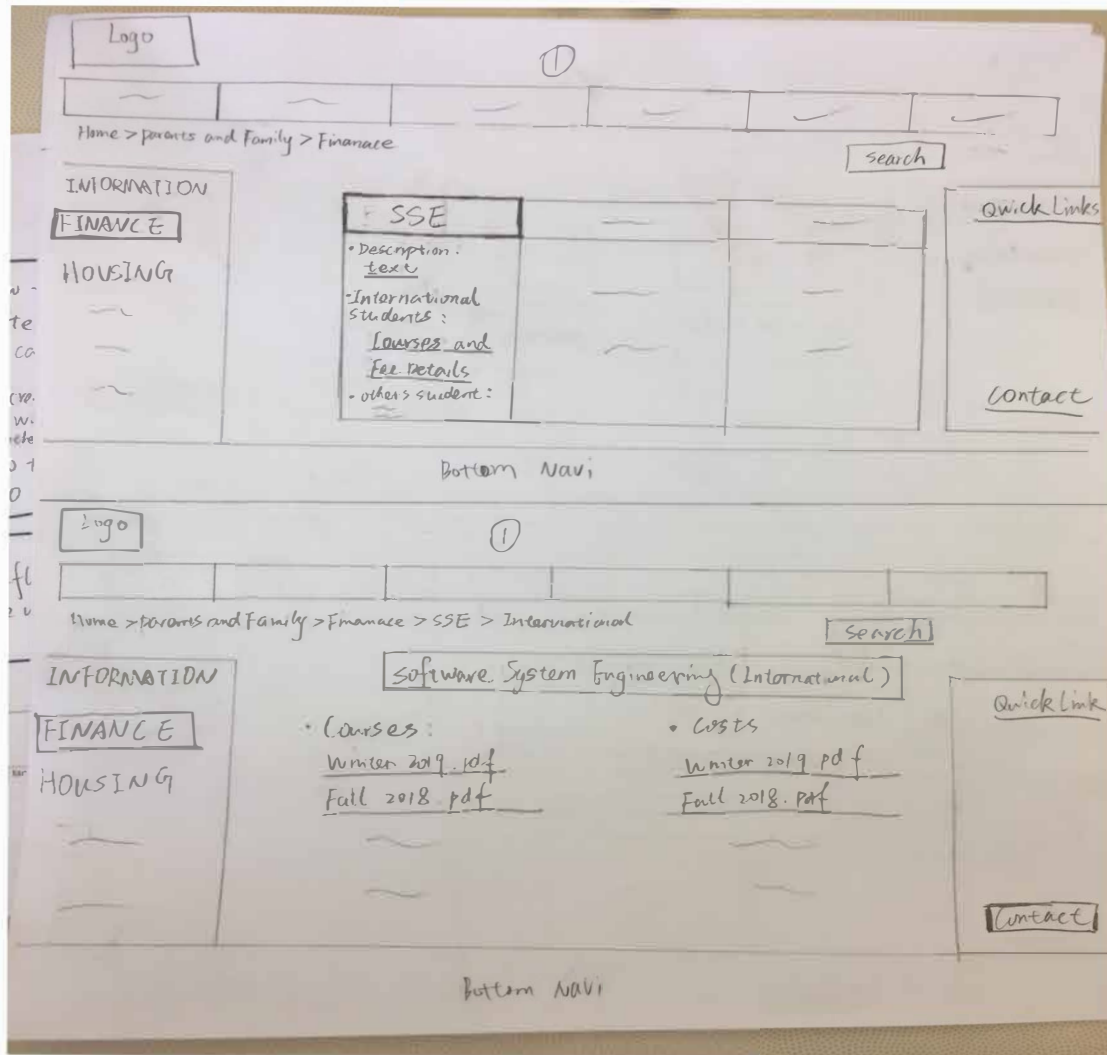 Logo
①
Home > parents and Family > Finanace
search
INFORMATION
FINANCE
HOUSING
SSE
• Description:
text
• International
students:
Courses and
Fee Details
• others student:
Qwick Links
contact
Bottom Navi
Logo
①
Home > parents and Family > Finanace > SSE > International
search
INFORMATION
FINANCE
HOUSING
Software System Engineering (International)
• Courses:
Winter 2019.pdf
Fall 2018.pdf
• costs
Winter 2019 pdf
Fall 2018.pdf
Quick Link
Contact
Bottom Navi